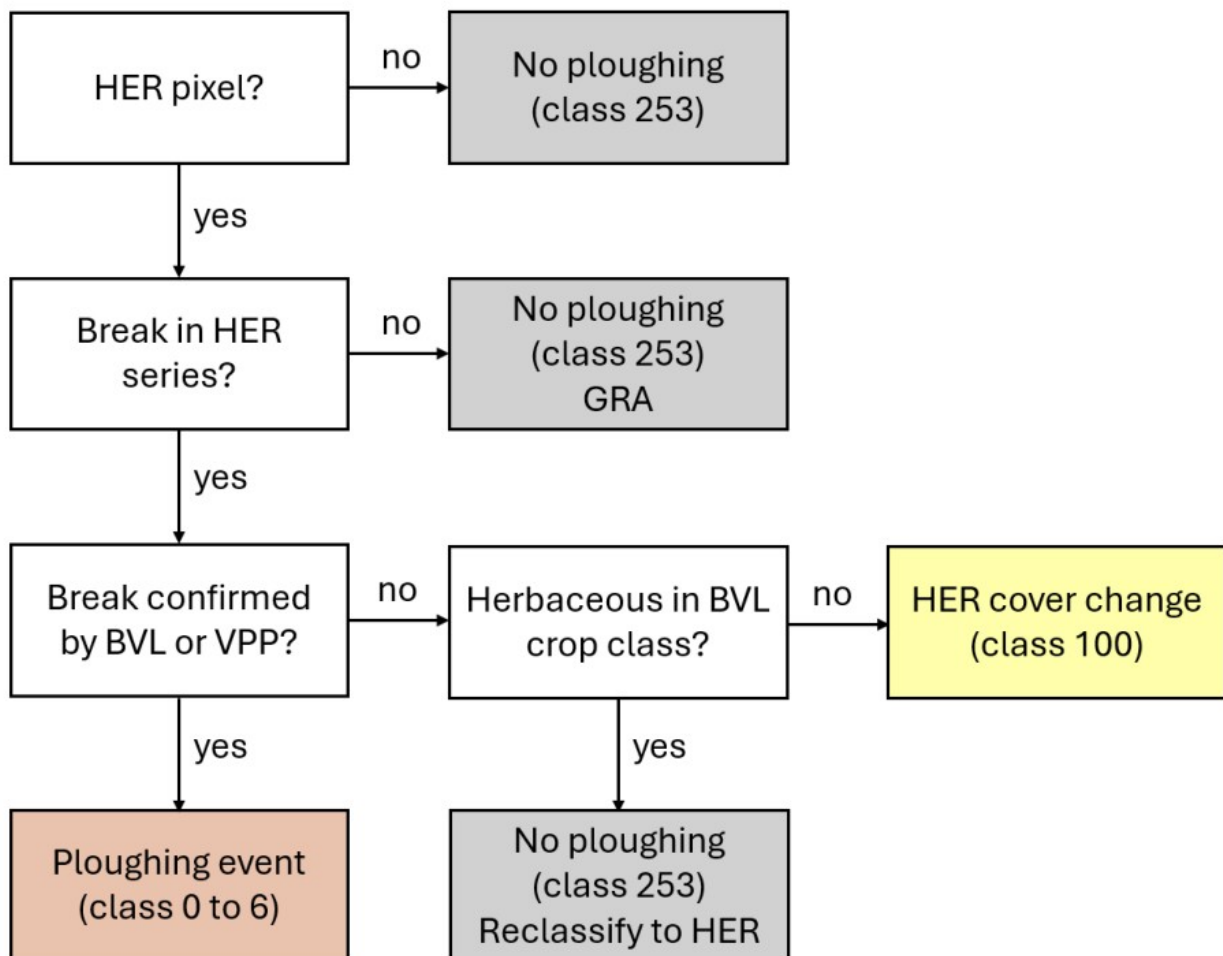 HER pixel?
no
No ploughing
(class 253)
yes
Break in HER
series?
no
No ploughing
(class 253)
GRA
yes
Break confirmed
by BVL or VPP?
no
Herbaceous in BVL
crop class?
no
HER cover change
(class 100)
yes
yes
Ploughing event
(class 0 to 6)
No ploughing
(class 253)
Reclassify to HER